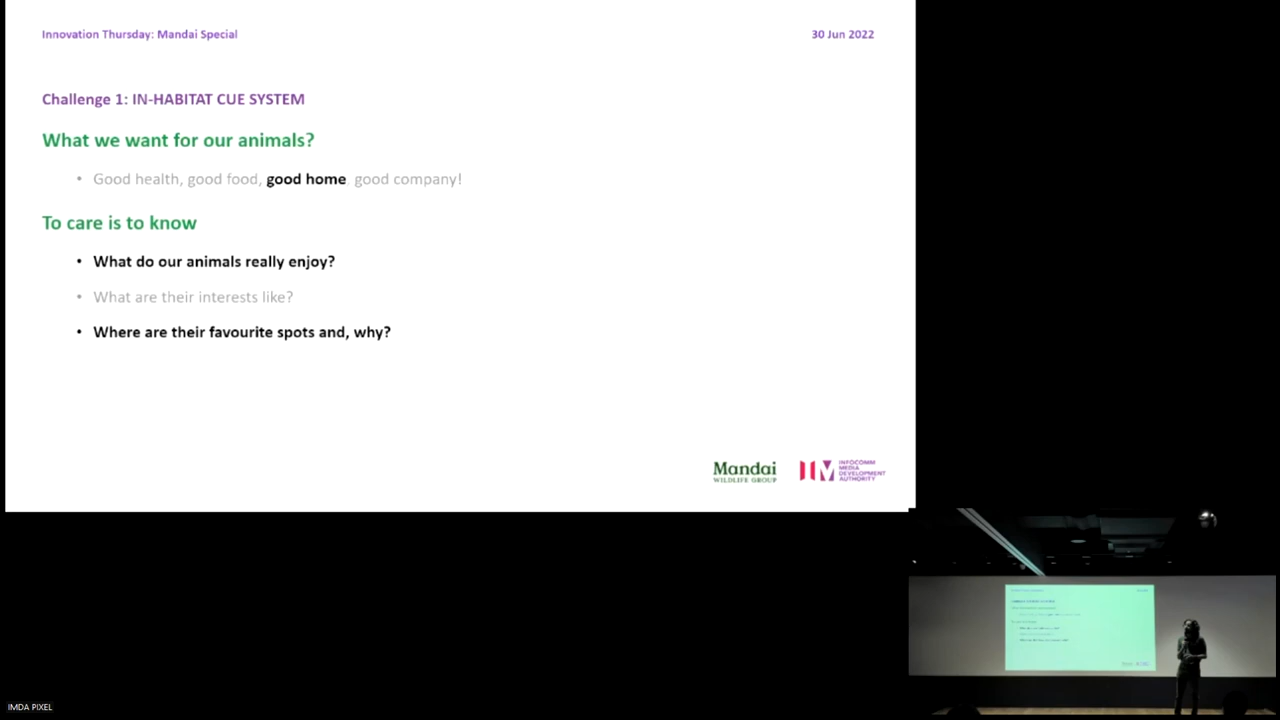 Innovation Thursday: Mandai Special
30 Jun 2022
Challenge 1: IN-HABITAT CUE SYSTEM
What we want for our animals?
• Good health, good food, good home good company!
To care is to know
• What do our animals really enjoy?
• What are their interests like?
• Where are their favourite spots and, why?
Mandai
WILDLIFE GROUP
INFOCOMM
MEDIA
DEVELOPMENT
AUTHORITY
IMDA PIXEL